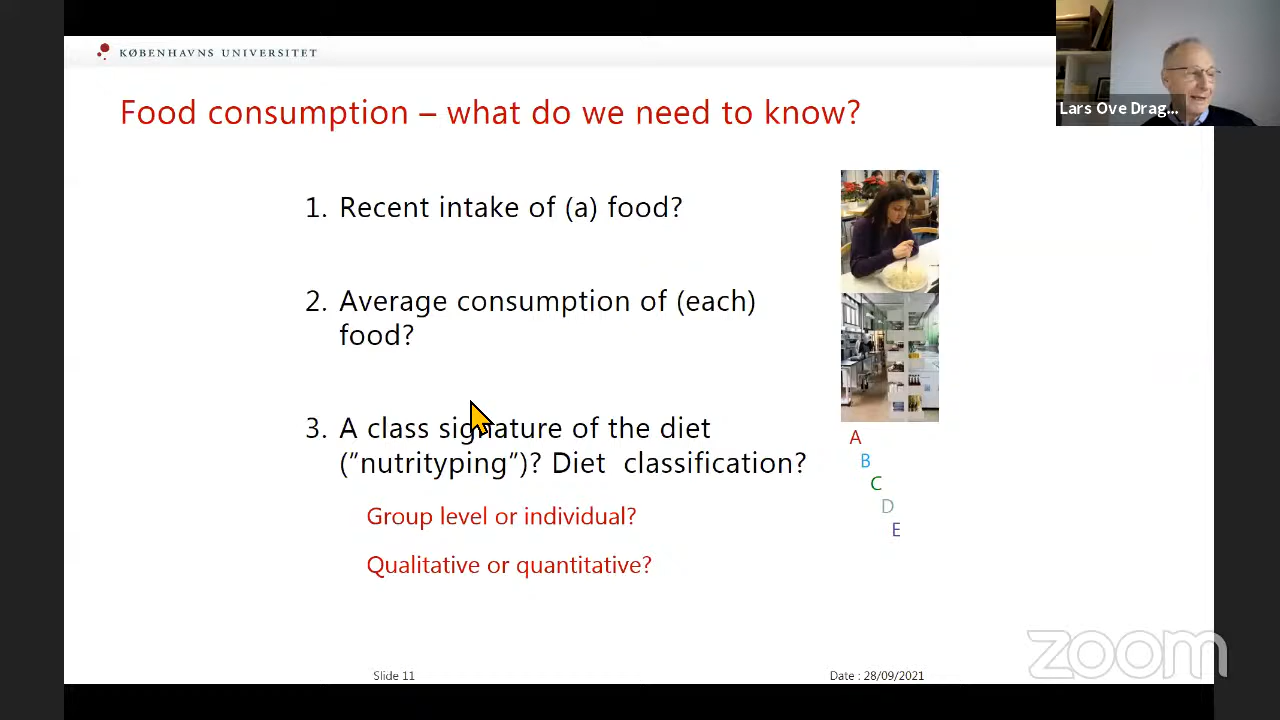 KØBENHAVNS UNIVERSITET
Lars Ove Drag...
Food consumption – what do we need to know?
1. Recent intake of (a) food?
2. Average consumption of (each)
food?
3. A class signature of the diet
(”nutrityping”)? Diet classification?
Group level or individual?
Qualitative or quantitative?
A
B
C
D
E
Slide 11
Date : 28/09/2021
zoom